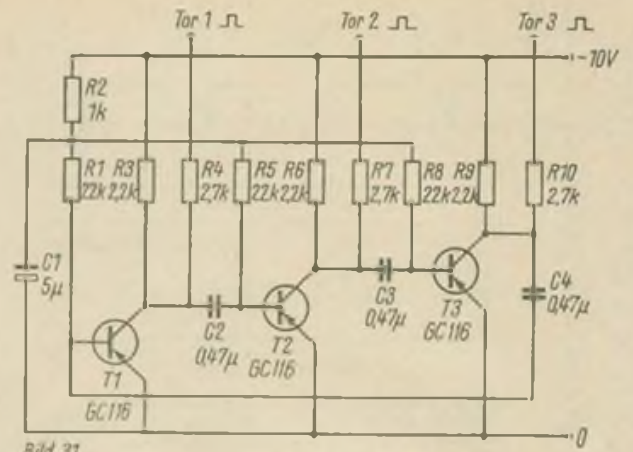 Tor 1 Tor 2 Tor 3
-10V
R2
1k
R1 R3 R4 R5 R6 R7 R8 R9 R10
22k 2,2k 2,7k 22k 2,2k 2,7k 22k 2,2k 2,7k
C1
5µ
C2
0,47µ
C3
0,47µ
C4
0,47µ
T1
GC116
T2
GC116
T3
GC116
0
Bild 31